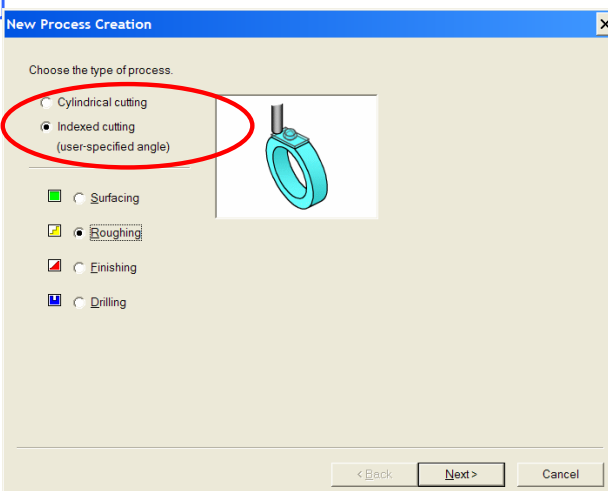 New Process Creation
Choose the type of process.
Cylindrical cutting
Indexed cutting
(user-specified angle)
Surfacing
Roughing
Finishing
Drilling
< Back Next > Cancel